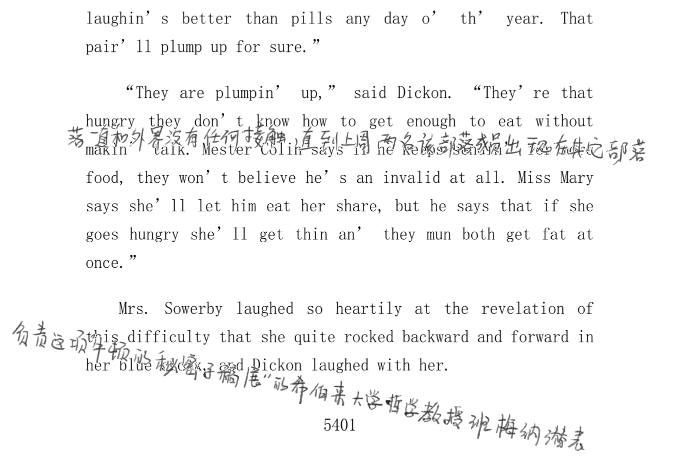 laughin’s better than pills any day o’ th’ year. That
pair’ll plump up for sure.”
“They are plumpin’ up,” said Dickon. “They’re that
hungry they don’t know how to get enough to eat without
落一直和外界没有任何接触,直到上周两名该部落成员出现在其它部落
makin’ talk. Mester Colin says if he keeps sendin’
food, they won’t believe he’s an invalid at all. Miss Mary
says she’ll let him eat her share, but he says that if she
goes hungry she’ll get thin an’ they mun both get fat at
once.”
Mrs. Sowerby laughed so heartily at the revelation of
this difficulty that she quite rocked backward and forward in
her blue cloak, and Dickon laughed with her.
负责这项牛顿的秘密手稿展”的希伯来大学哲学教授班梅纳潜表
5401